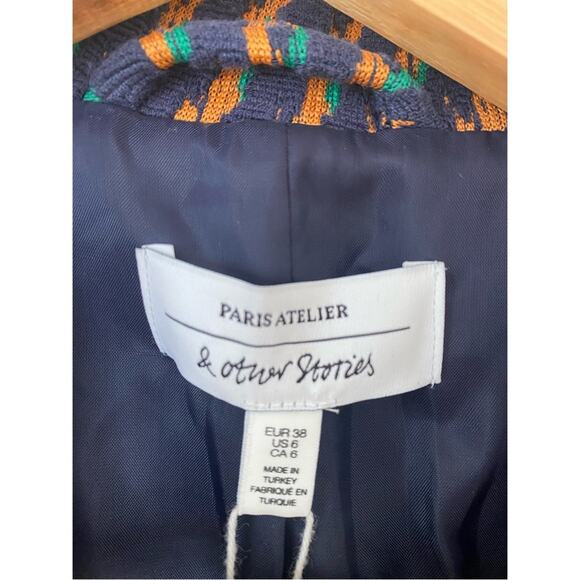 PARIS ATELIER
& other Stories
EUR 38
US 6
CA 6
MADE IN
TURKEY
FABRIQUÉ EN
TURQUIE